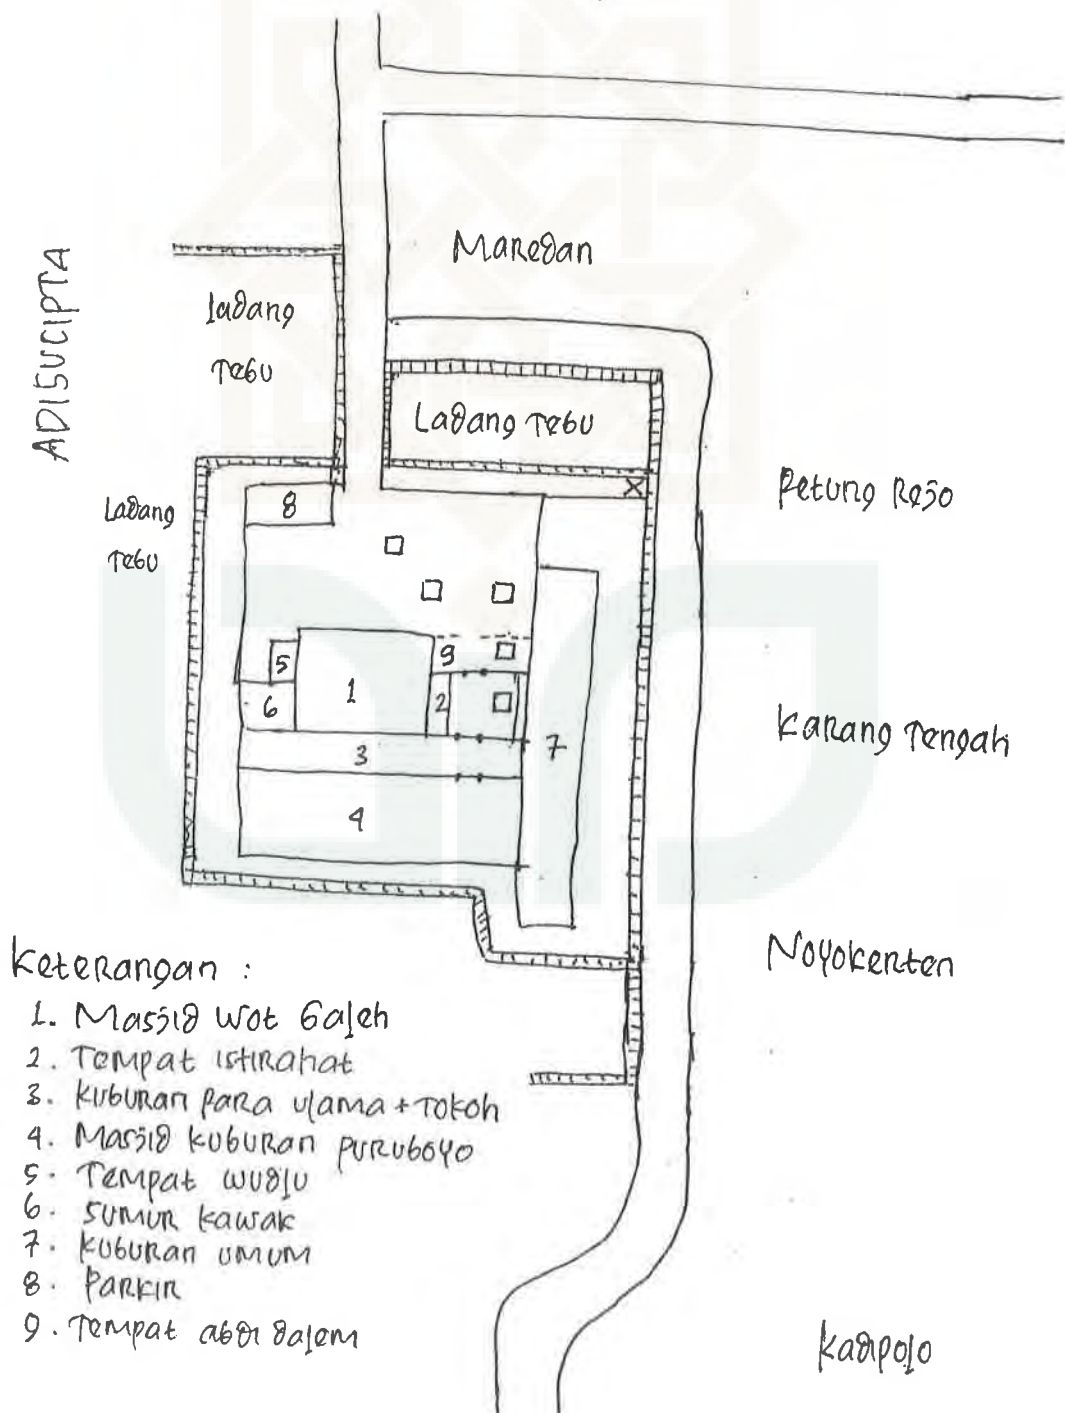 Maredan
ADISUCIPTA
ladang
Tebu
Ladang Tebu
Petung Rejo
8
Ladang
Tebu
5
9
1
6
2
Karang Tengah
7
3
4
Noyokerten
Keterangan :
1. Masjid Wot Galeh
2. Tempat istirahat
3. Kuburan para ulama + Tokoh
4. Masjid kuburan puruboyo
5. Tempat wudlu
6. Sumur kawak
7. Kuburan umum
8. Parkir
9. Tempat abdi dalem
Kadipolo